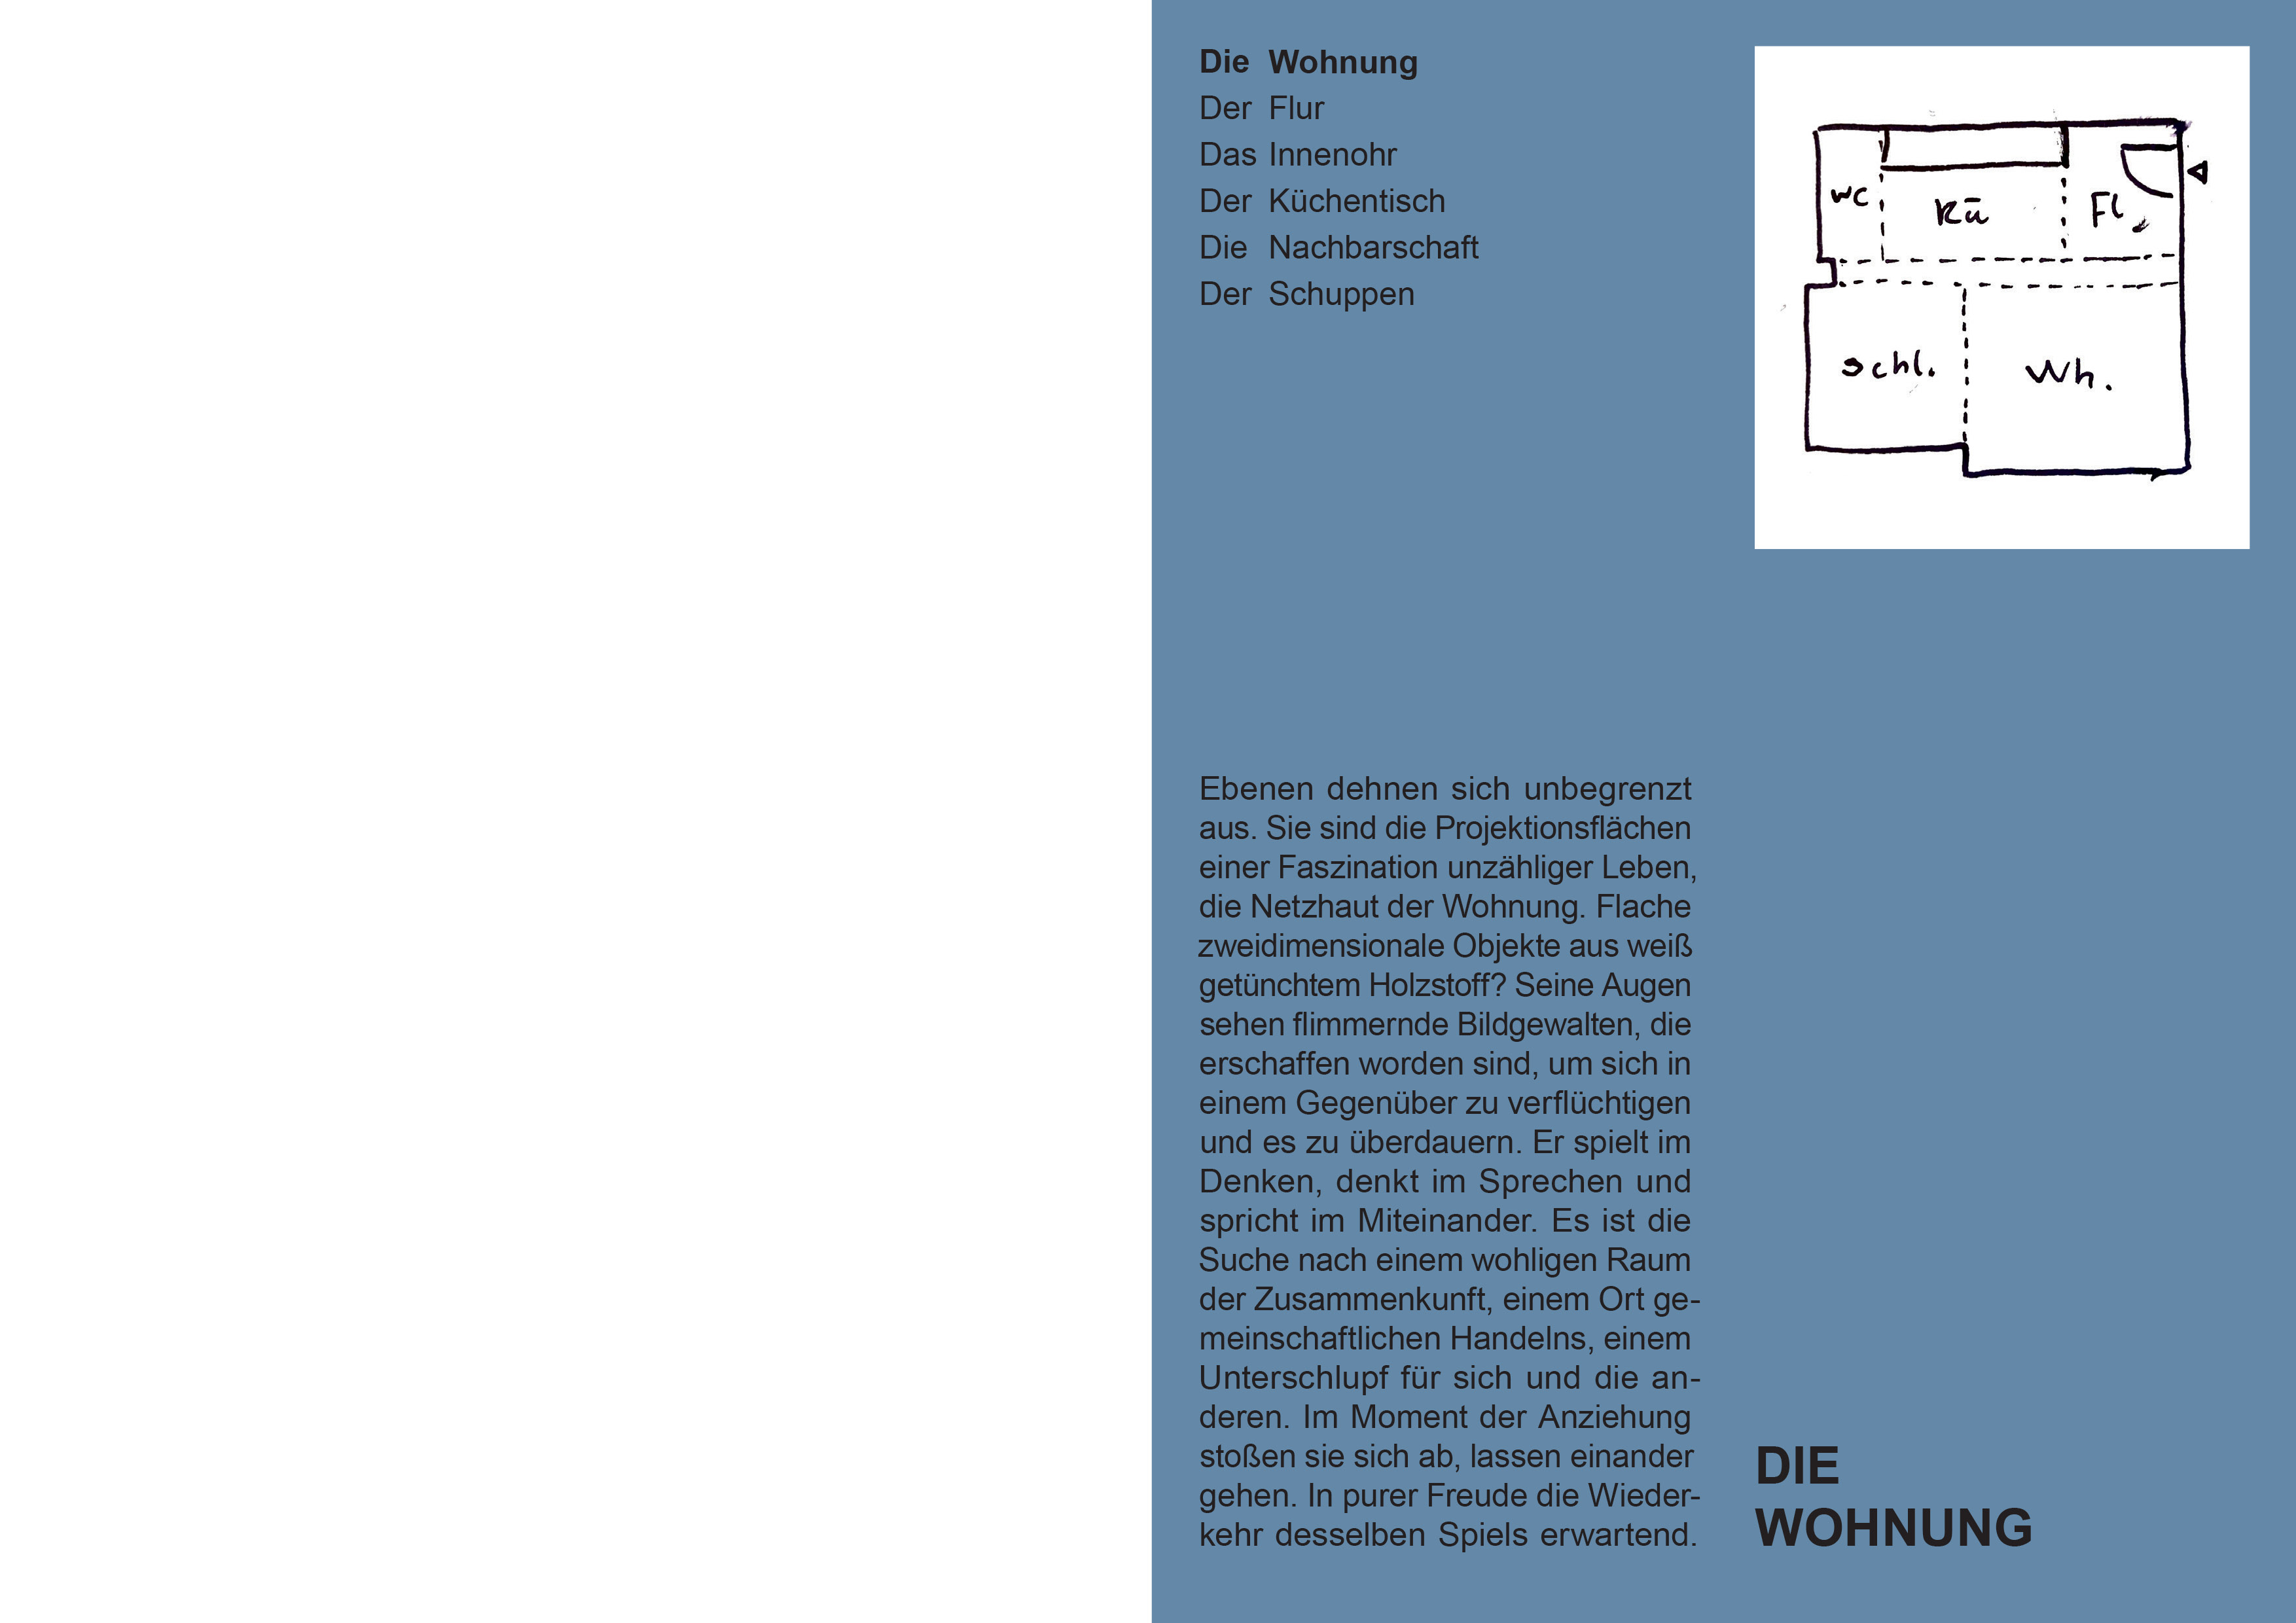 Die Wohnung
Der Flur
Das Innenohr
Der Küchentisch
Die Nachbarschaft
Der Schuppen
wc
Kü
Fl.
Schl.
Wh.
Ebenen dehnen sich unbegrenzt
aus. Sie sind die Projektionsflächen
einer Faszination unzähliger Leben,
die Netzhaut der Wohnung. Flache
zweidimensionale Objekte aus weiß
getünchtem Holzstoff? Seine Augen
sehen flimmernde Bildgewalten, die
erschaffen worden sind, um sich in
einem Gegenüber zu verflüchtigen
und es zu überdauern. Er spielt im
Denken, denkt im Sprechen und
spricht im Miteinander. Es ist die
Suche nach einem wohligen Raum
der Zusammenkunft, einem Ort ge-
meinschaftlichen Handelns, einem
Unterschlupf für sich und die an-
deren. Im Moment der Anziehung
stoßen sie sich ab, lassen einander
gehen. In purer Freude die Wieder-
kehr desselben Spiels erwartend.
DIE
WOHNUNG